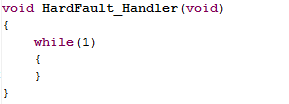 void HardFault_Handler(void)
{
    while(1)
    {
    }
}